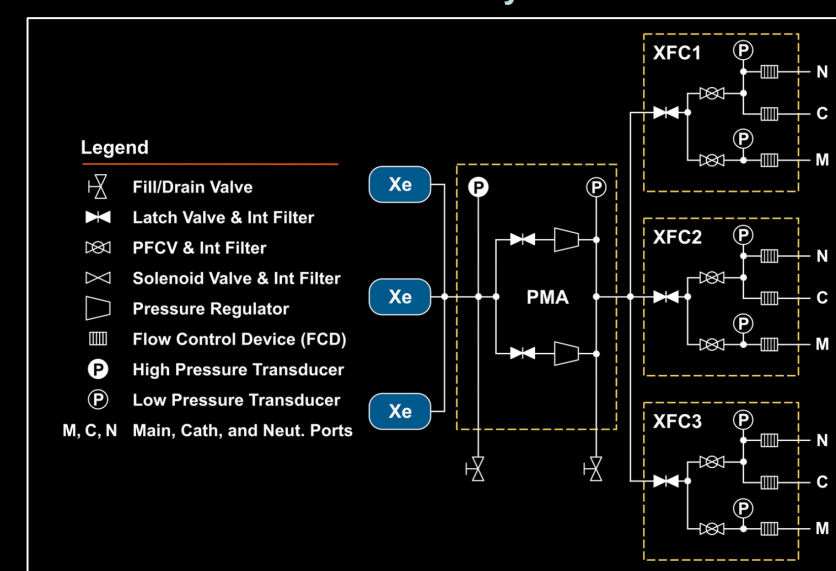 Legend
Fill/Drain Valve
Latch Valve & Int Filter
PFCV & Int Filter
Solenoid Valve & Int Filter
Pressure Regulator
Flow Control Device (FCD)
P High Pressure Transducer
P Low Pressure Transducer
M, C, N Main, Cath, and Neut. Ports
Xe
Xe
Xe
P
P
PMA
XFC1
P
N
C
P
M
XFC2
P
N
C
P
M
XFC3
P
N
C
P
M